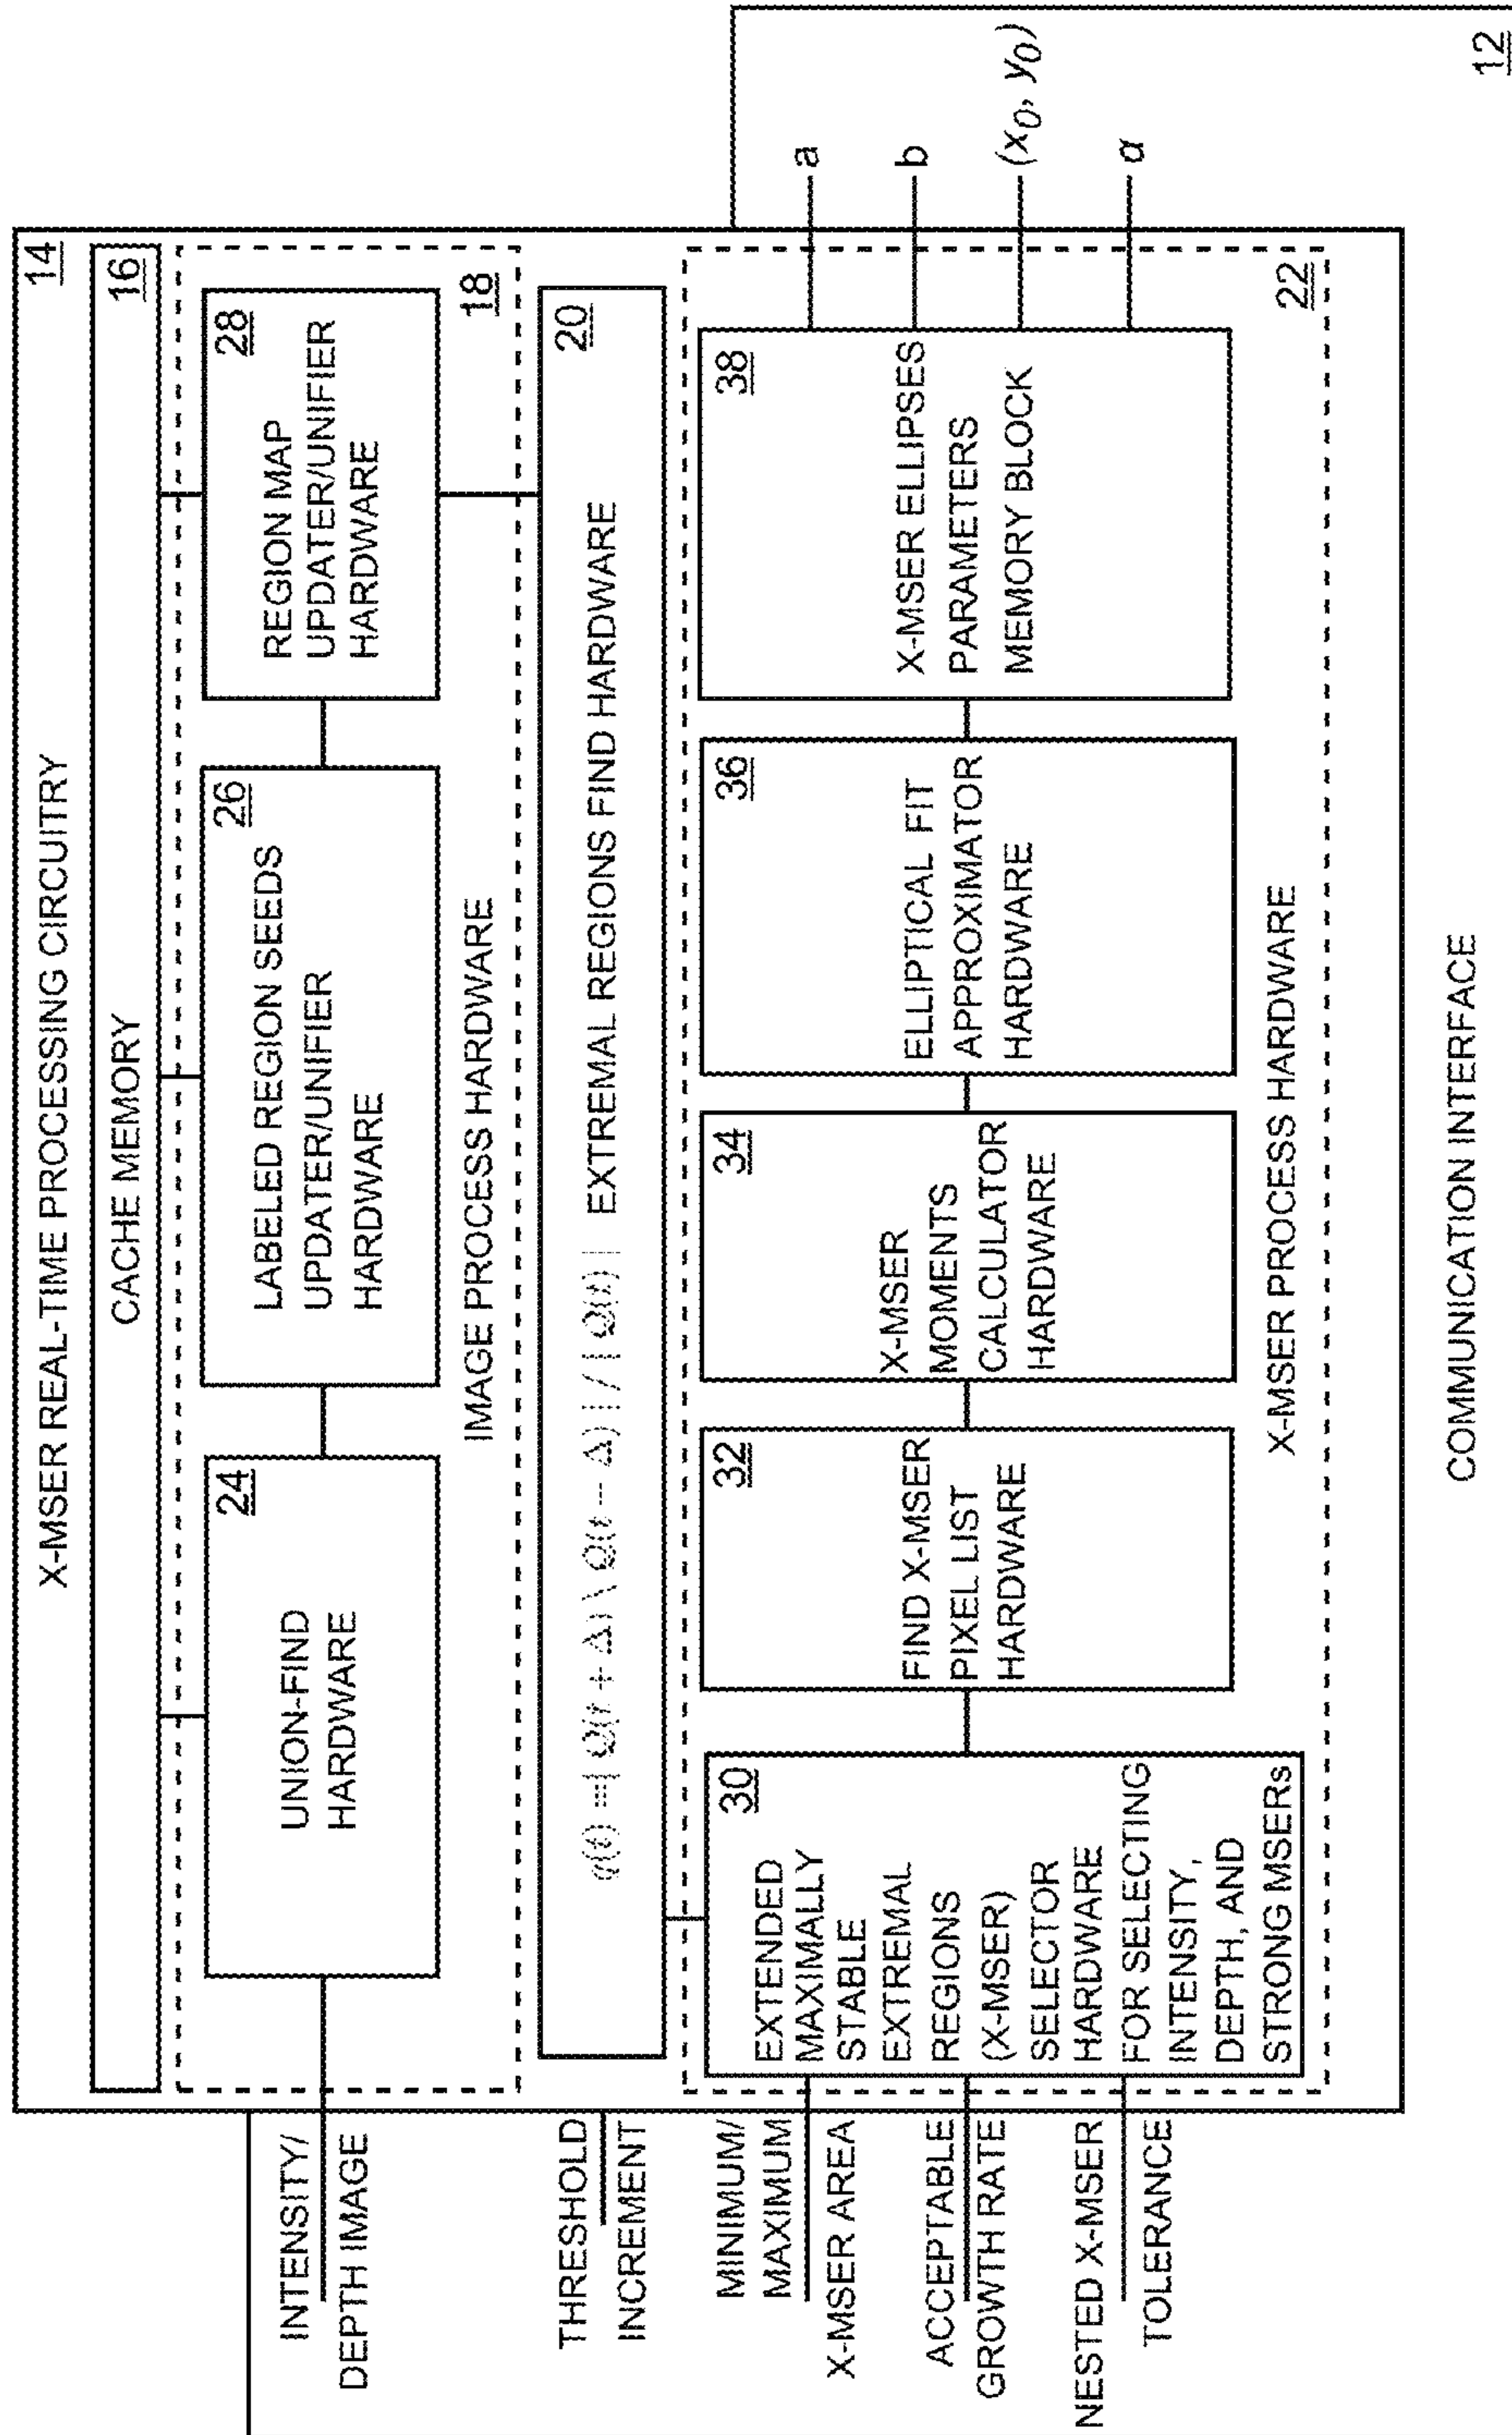 X-MSER REAL-TIME PROCESSING CIRCUITRY
14
CACHE MEMORY
16
INTENSITY/
DEPTH IMAGE
24
UNION-FIND
HARDWARE
26
LABELED REGION SEEDS
UPDATER/UNIFIER
HARDWARE
28
REGION MAP
UPDATER/UNIFIER
HARDWARE
IMAGE PROCESS HARDWARE
18
THRESHOLD
INCREMENT
q(t) =| Q(t + Δ) \ Q(t − Δ) | / | Q(t) |
EXTREMAL REGIONS FIND HARDWARE
20
MINIMUM/
MAXIMUM
X-MSER AREA
ACCEPTABLE
GROWTH RATE
NESTED X-MSER
TOLERANCE
30
EXTENDED
MAXIMALLY
STABLE
EXTREMAL
REGIONS
(X-MSER)
SELECTOR
HARDWARE
FOR SELECTING
INTENSITY,
DEPTH, AND
STRONG MSERs
32
FIND X-MSER
PIXEL LIST
HARDWARE
34
X-MSER
MOMENTS
CALCULATOR
HARDWARE
36
ELLIPTICAL FIT
APPROXIMATOR
HARDWARE
38
X-MSER ELLIPSES
PARAMETERS
MEMORY BLOCK
a
b
(x0, y0)
α
X-MSER PROCESS HARDWARE
22
COMMUNICATION INTERFACE
12